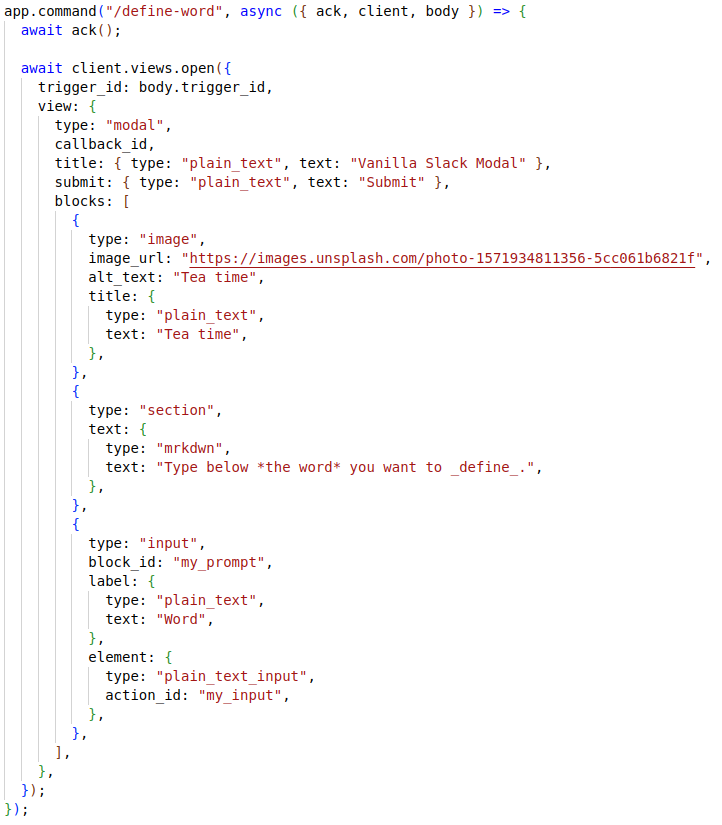 app.command("/define-word", async ({ ack, client, body }) => {
  await ack();

  await client.views.open({
    trigger_id: body.trigger_id,
    view: {
      type: "modal",
      callback_id,
      title: { type: "plain_text", text: "Vanilla Slack Modal" },
      submit: { type: "plain_text", text: "Submit" },
      blocks: [
        {
          type: "image",
          image_url: "https://images.unsplash.com/photo-1571934811356-5cc061b6821f",
          alt_text: "Tea time",
          title: {
            type: "plain_text",
            text: "Tea time",
          },
        },
        {
          type: "section",
          text: {
            type: "mrkdwn",
            text: "Type below *the word* you want to _define_.",
          },
        },
        {
          type: "input",
          block_id: "my_prompt",
          label: {
            type: "plain_text",
            text: "Word",
          },
          element: {
            type: "plain_text_input",
            action_id: "my_input",
          },
        },
      ],
    },
  });
});